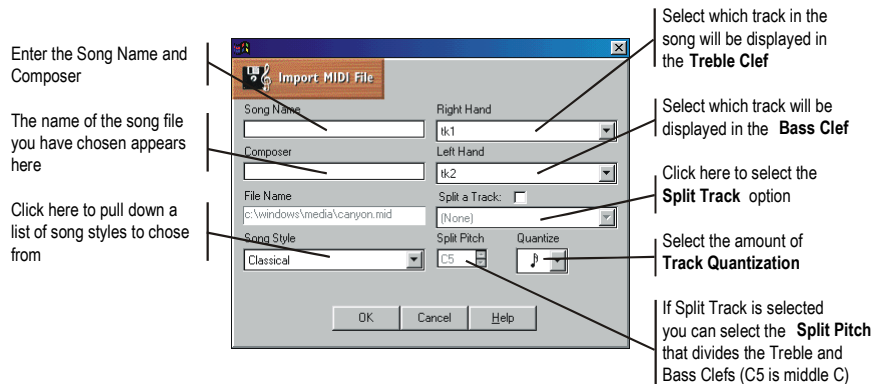 Enter the Song Name and
Composer
The name of the song file
you have chosen appears
here
Click here to pull down a
list of song styles to chose
from
Import MIDI File
Song Name
Composer
File Name
c:\windows\media\canyon.mid
Song Style
Classical
Right Hand
tk1
Left Hand
tk2
Split a Track:
(None)
Split Pitch
C5
Quantize
OK
Cancel
Help
Select which track in the
song will be displayed in
the Treble Clef
Select which track will be
displayed in the Bass Clef
Click here to select the
Split Track option
Select the amount of
Track Quantization
If Split Track is selected
you can select the Split Pitch
that divides the Treble and
Bass Clefs (C5 is middle C)